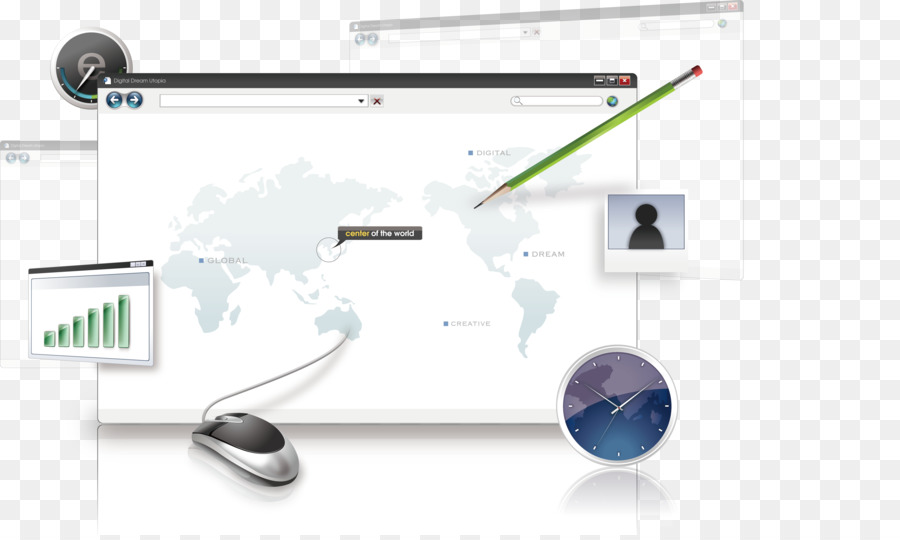 e
Digital Dream Utopia
DIGITAL
center of the world
DREAM
GLOBAL
CREATIVE